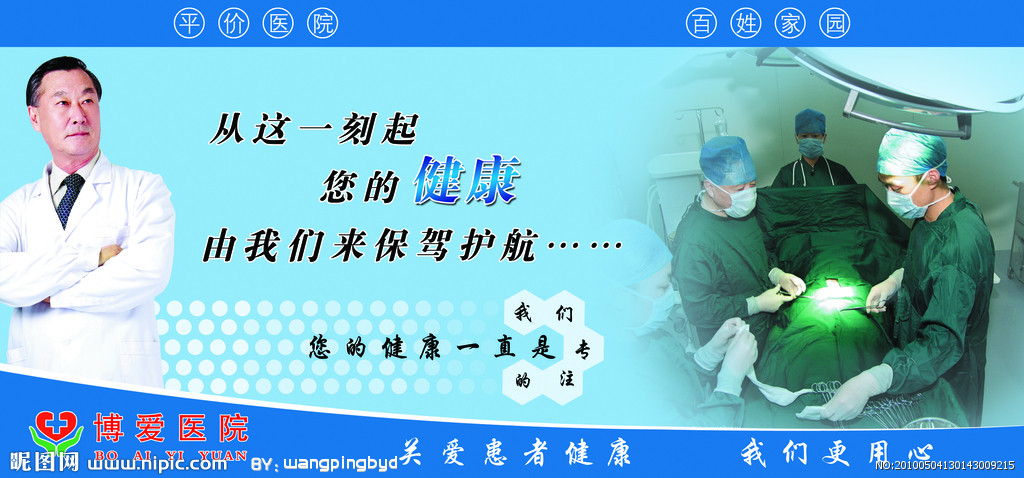 平价医院
百姓家园
从这一刻起
您的健康
由我们来保驾护航……
我们
您的健康一直是专
的注
博爱医院
BO AI YI YUAN
关爱患者健康
我们更用心
昵图网 www.nipic.com
BY: wangpingbyd
NO:20100504130143009215